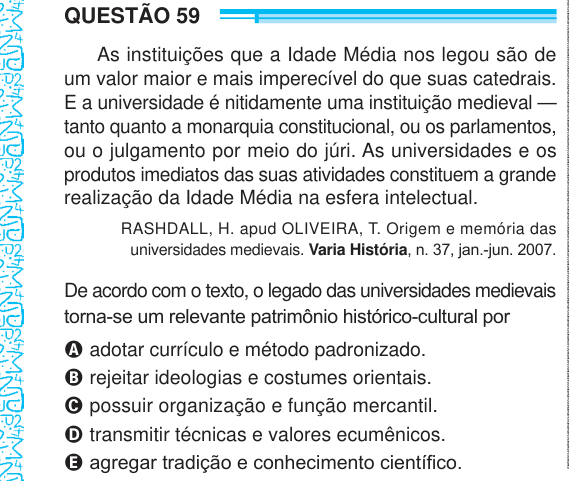 QUESTÃO 59
As instituições que a Idade Média nos legou são de
um valor maior e mais imperecível do que suas catedrais.
E a universidade é nitidamente uma instituição medieval —
tanto quanto a monarquia constitucional, ou os parlamentos,
ou o julgamento por meio do júri. As universidades e os
produtos imediatos das suas atividades constituem a grande
realização da Idade Média na esfera intelectual.
RASHDALL, H. apud OLIVEIRA, T. Origem e memória das
universidades medievais. Varia História, n. 37, jan.-jun. 2007.
De acordo com o texto, o legado das universidades medievais
torna-se um relevante patrimônio histórico-cultural por
A adotar currículo e método padronizado.
B rejeitar ideologias e costumes orientais.
C possuir organização e função mercantil.
D transmitir técnicas e valores ecumênicos.
E agregar tradição e conhecimento científico.